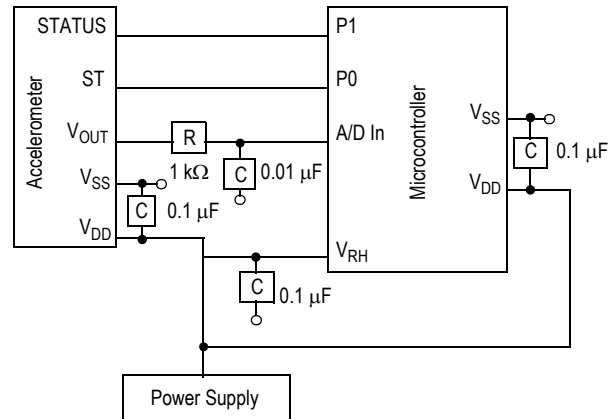 STATUS
P1
ST
P0
Accelerometer
Microcontroller
V_OUT
R
A/D In
1 kΩ
C
0.01 µF
V_SS
C
0.1 µF
V_DD
V_SS
C
0.1 µF
V_DD
V_RH
C
0.1 µF
Power Supply